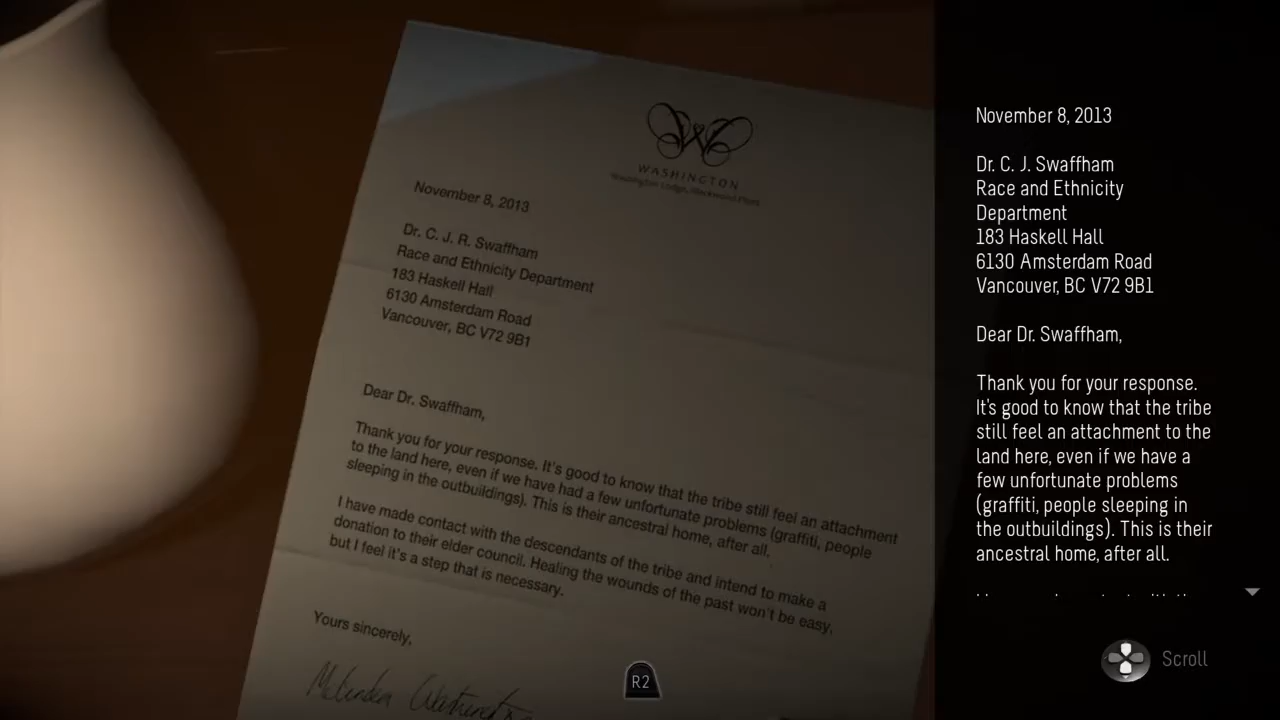 WASHINGTON
Washington Lodge, Blackwood Pines
November 8, 2013
Dr. C. J. R. Swaffham
Race and Ethnicity Department
183 Haskell Hall
6130 Amsterdam Road
Vancouver, BC V72 9B1
Dear Dr. Swaffham,
Thank you for your response. It's good to know that the tribe still feel an attachment
to the land here, even if we have had a few unfortunate problems (graffiti, people
sleeping in the outbuildings). This is their ancestral home, after all.
I have made contact with the descendants of the tribe and intend to make a
donation to their elder council. Healing the wounds of the past won't be easy,
but I feel it's a step that is necessary.
Yours sincerely,
Melinda Washington
R2
November 8, 2013
Dr. C. J. Swaffham
Race and Ethnicity
Department
183 Haskell Hall
6130 Amsterdam Road
Vancouver, BC V72 9B1
Dear Dr. Swaffham,
Thank you for your response.
It's good to know that the tribe
still feel an attachment to the
land here, even if we have a
few unfortunate problems
(graffiti, people sleeping in
the outbuildings). This is their
ancestral home, after all.
Scroll